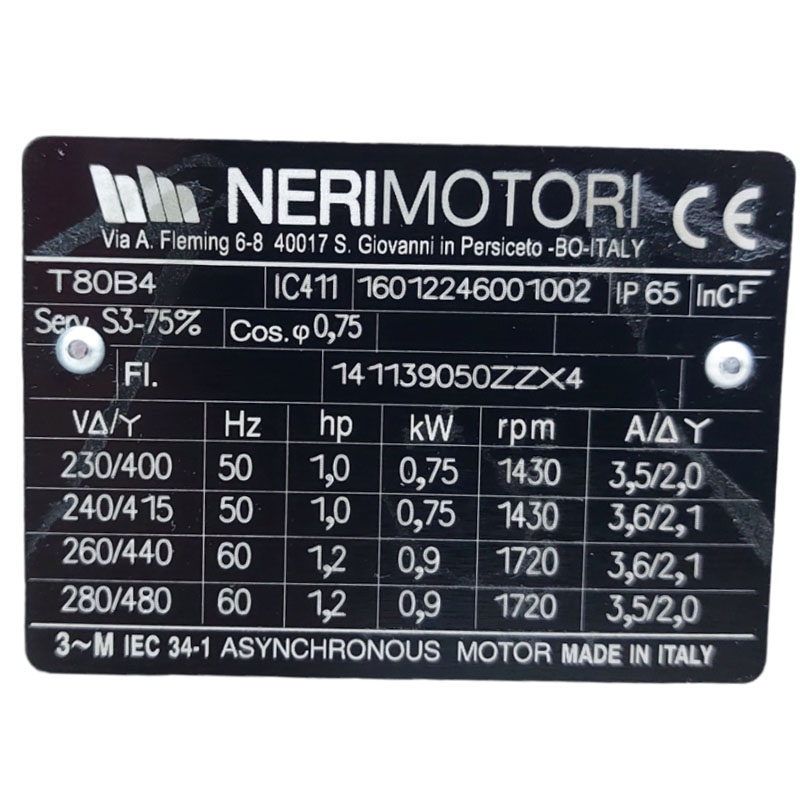 NERIMOTORI CE
Via A. Fleming 6-8 40017 S. Giovanni in Persiceto -BO-ITALY
T80B4 IC411 16012246001002 IP 65 InCF
Serv. S3-75% Cos. φ 0,75
FI. 141139050ZZX4
VΔ/Y Hz hp kW rpm A/Δ Y
230/400 50 1,0 0,75 1430 3,5/2,0
240/415 50 1,0 0,75 1430 3,6/2,1
260/440 60 1,2 0,9 1720 3,6/2,1
280/480 60 1,2 0,9 1720 3,5/2,0
3~M IEC 34-1 ASYNCHRONOUS MOTOR MADE IN ITALY